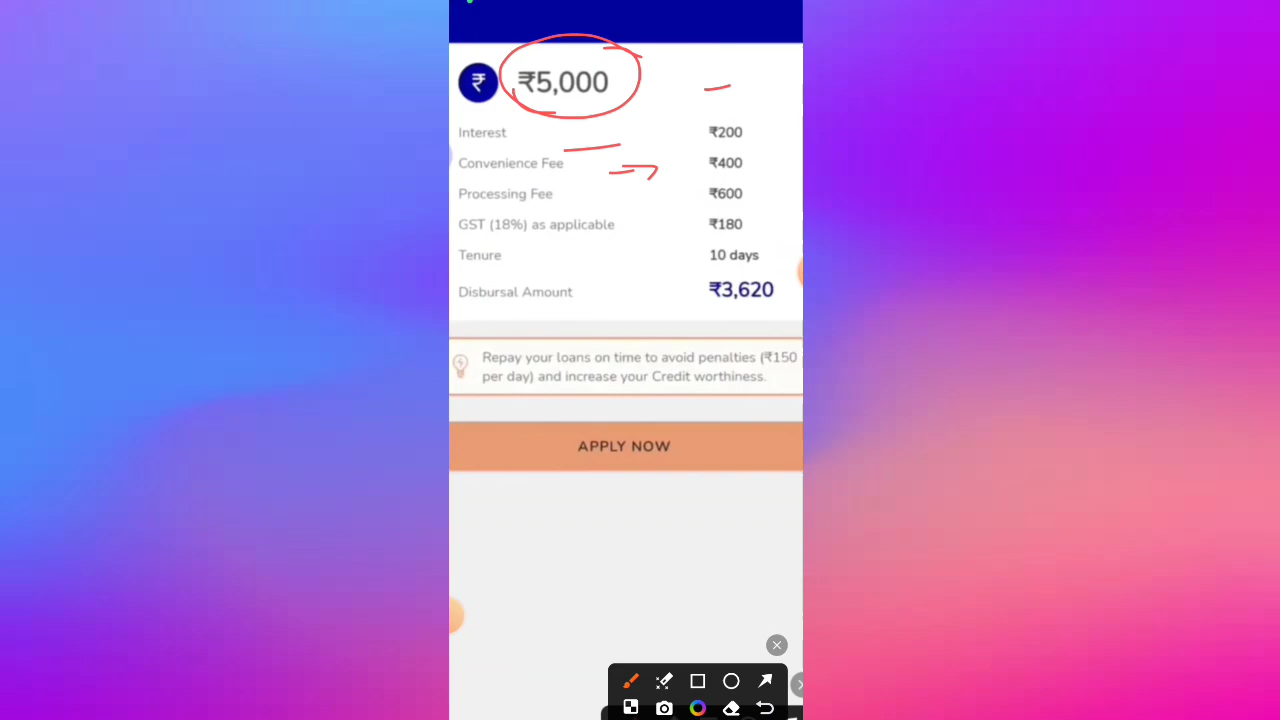 ₹ ₹5,000
Interest ₹200
Convenience Fee ₹400
Processing Fee ₹600
GST (18%) as applicable ₹180
Tenure 10 days
Disbursal Amount ₹3,620
Repay your loans on time to avoid penalties (₹150
per day) and increase your Credit worthiness.
APPLY NOW